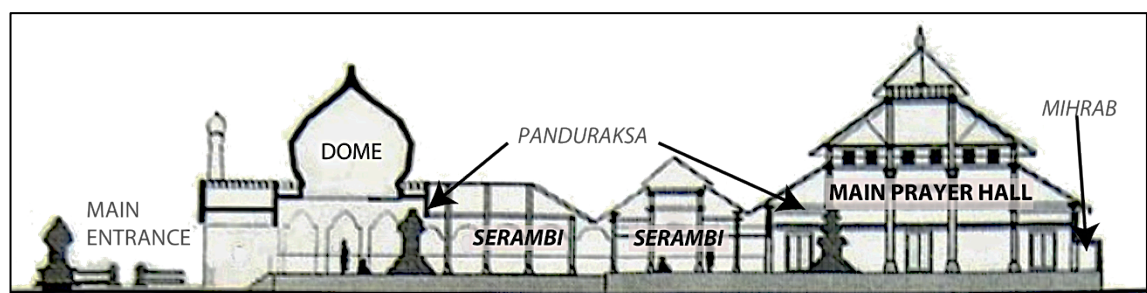 MAIN
ENTRANCE
DOME
PANDURAKSA
SERAMBI
SERAMBI
MAIN PRAYER HALL
MIHRAB